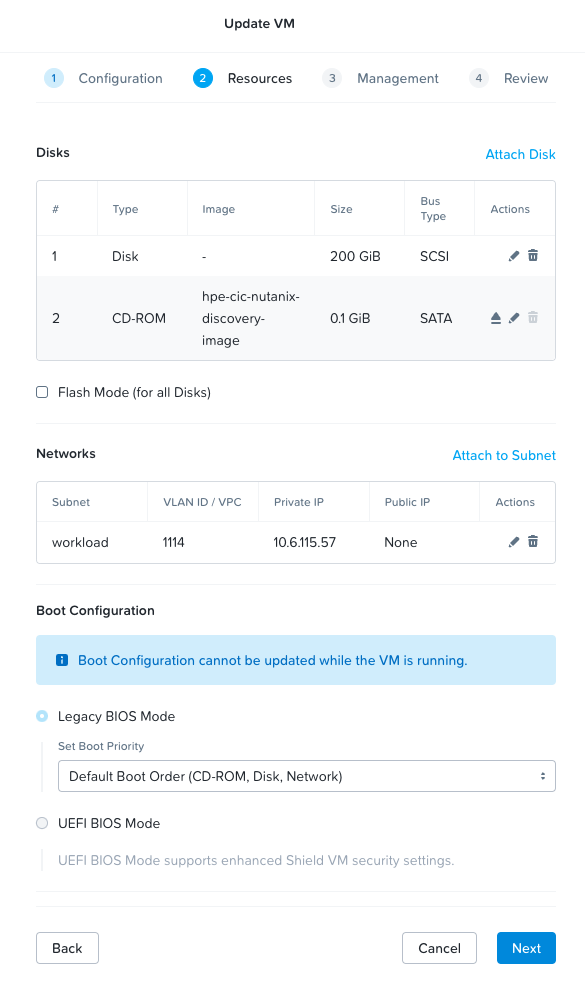 Update VM
1 Configuration 2 Resources 3 Management 4 Review
Disks
Attach Disk
# Type Image Size Bus Type Actions
1 Disk - 200 GiB SCSI
2 CD-ROM hpe-cic-nutanix-discovery-image 0.1 GiB SATA
Flash Mode (for all Disks)
Networks
Attach to Subnet
Subnet VLAN ID / VPC Private IP Public IP Actions
workload 1114 10.6.115.57 None
Boot Configuration
Boot Configuration cannot be updated while the VM is running.
Legacy BIOS Mode
Set Boot Priority
Default Boot Order (CD-ROM, Disk, Network)
UEFI BIOS Mode
UEFI BIOS Mode supports enhanced Shield VM security settings.
Back Cancel Next